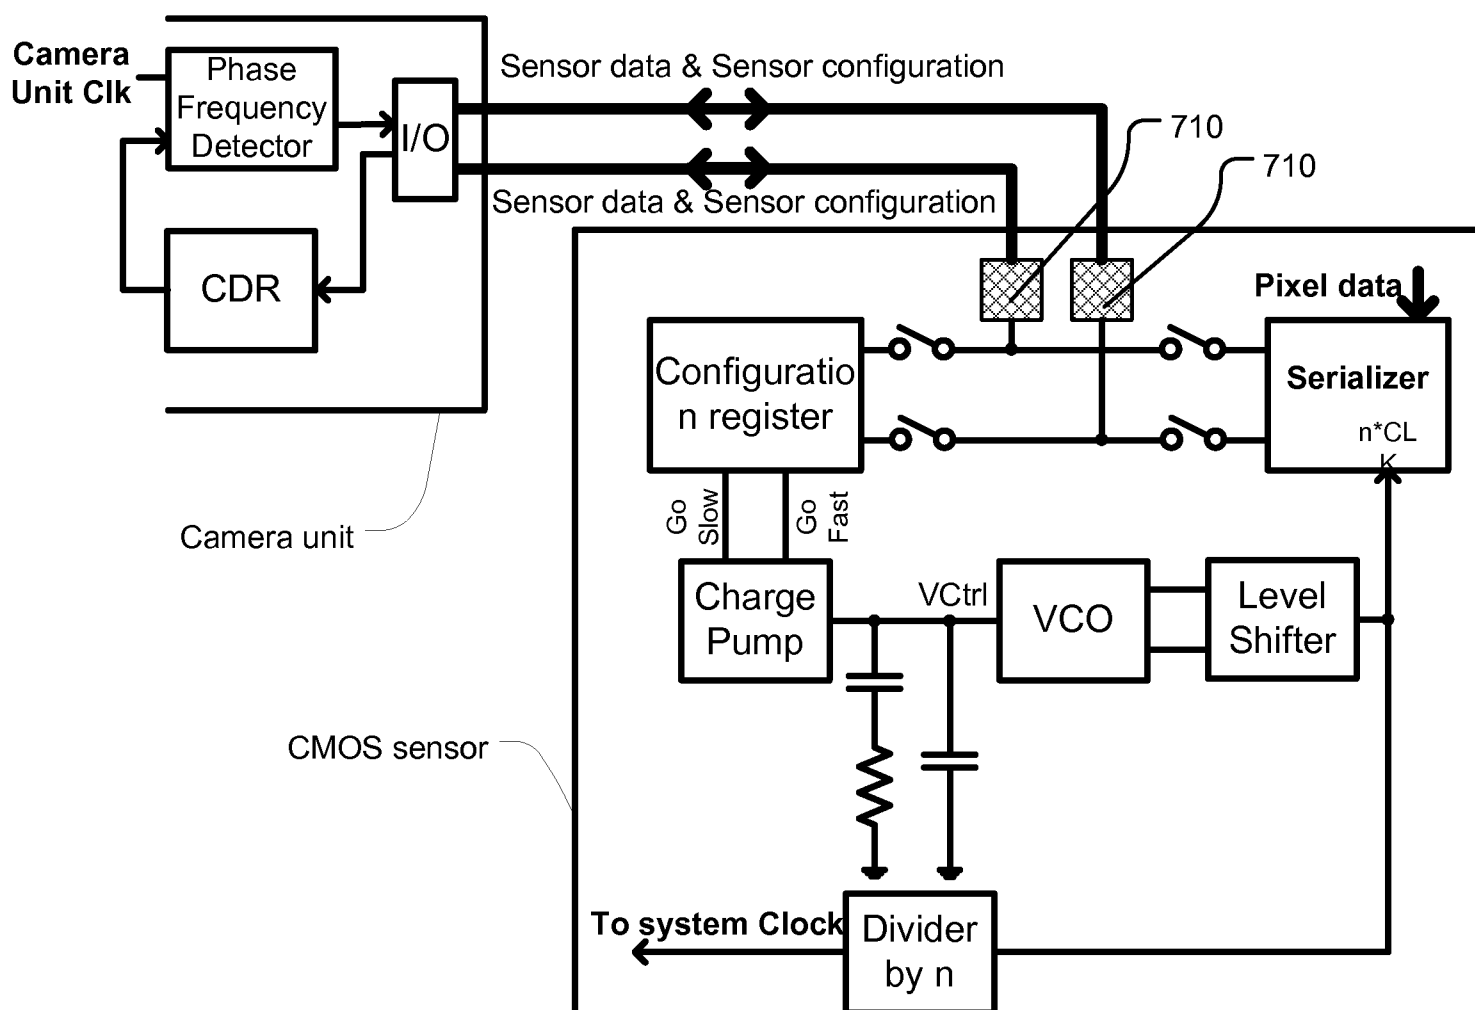 Camera
Unit Clk
Phase
Frequency
Detector
I/O
CDR
Sensor data & Sensor configuration
Sensor data & Sensor configuration
710
710
Pixel data
Configuratio
n register
Serializer
n*CL
K
Go
Slow
Go
Fast
Camera unit
Charge
Pump
VCtrl
VCO
Level
Shifter
CMOS sensor
To system Clock
Divider
by n